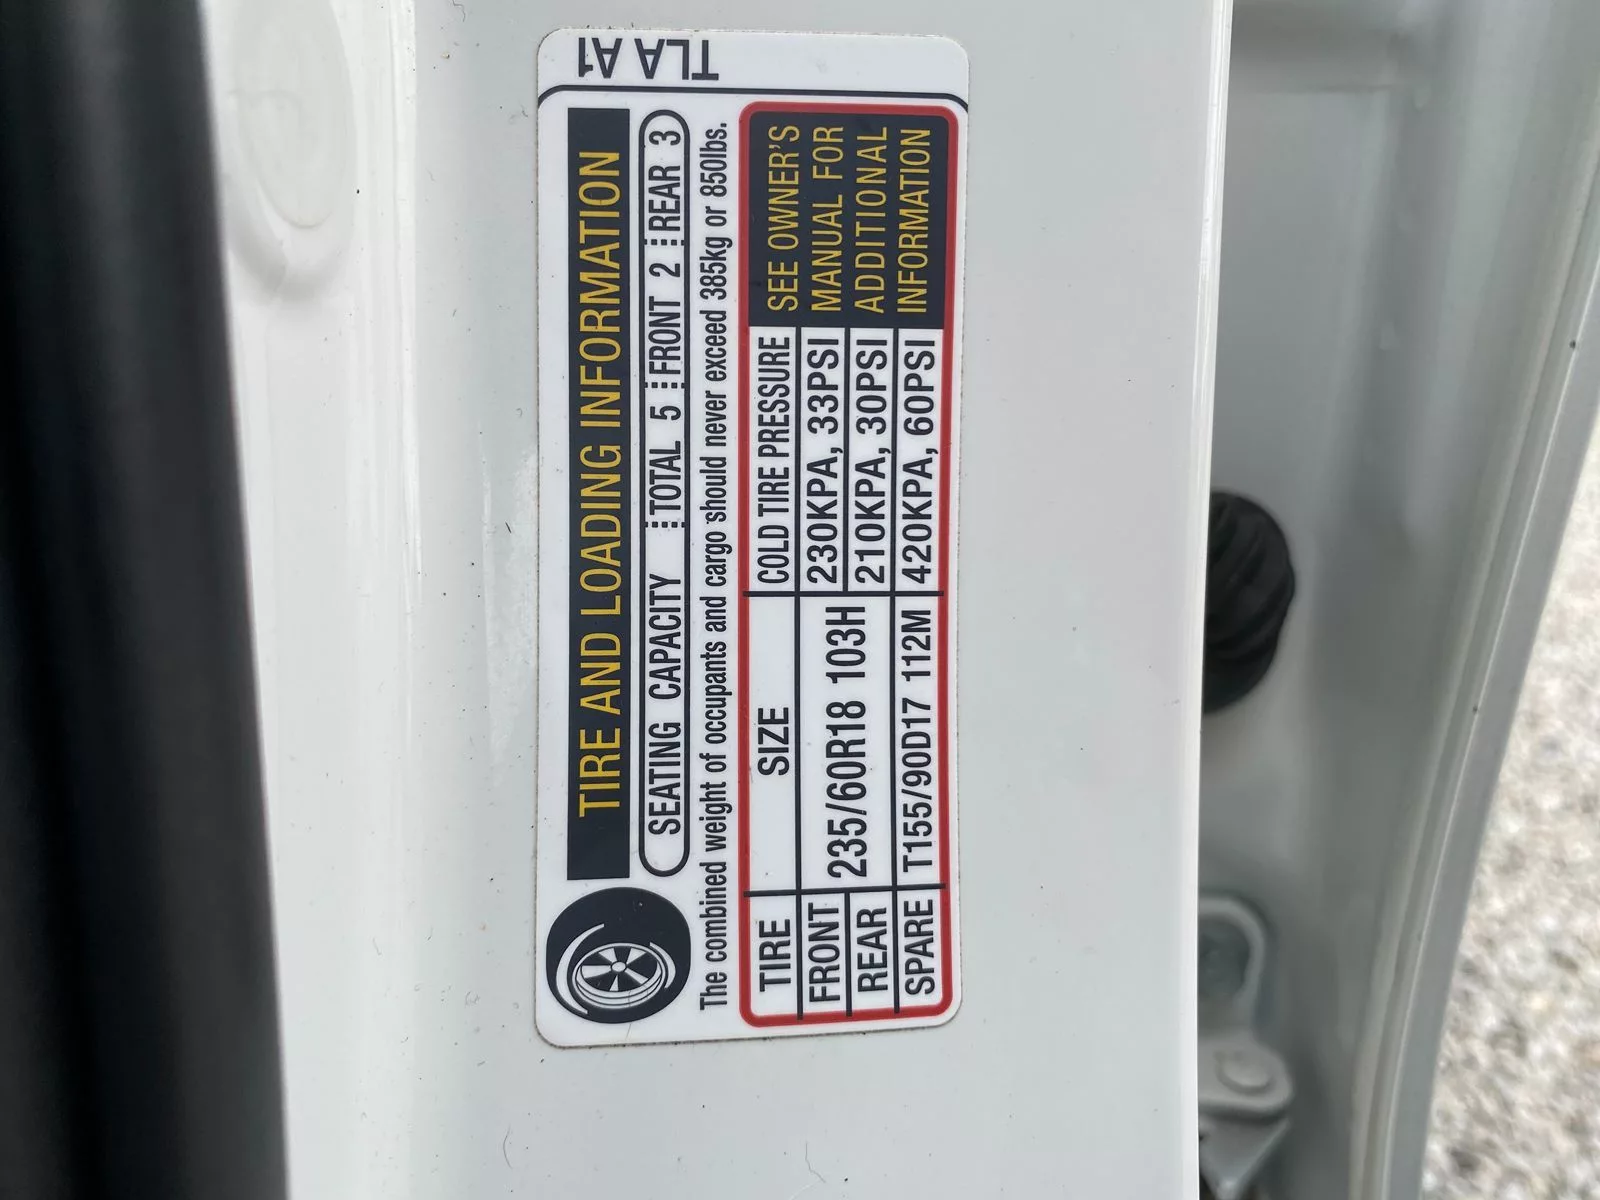 TLA A1
TIRE AND LOADING INFORMATION
SEATING CAPACITY TOTAL 5 FRONT 2 REAR 3
The combined weight of occupants and cargo should never exceed 385kg or 850lbs.
TIRE SIZE COLD TIRE PRESSURE
FRONT 235/60R18 103H 230KPA, 33PSI
REAR 210KPA, 30PSI
SPARE T155/90D17 112M 420KPA, 60PSI
SEE OWNER'S
MANUAL FOR
ADDITIONAL
INFORMATION